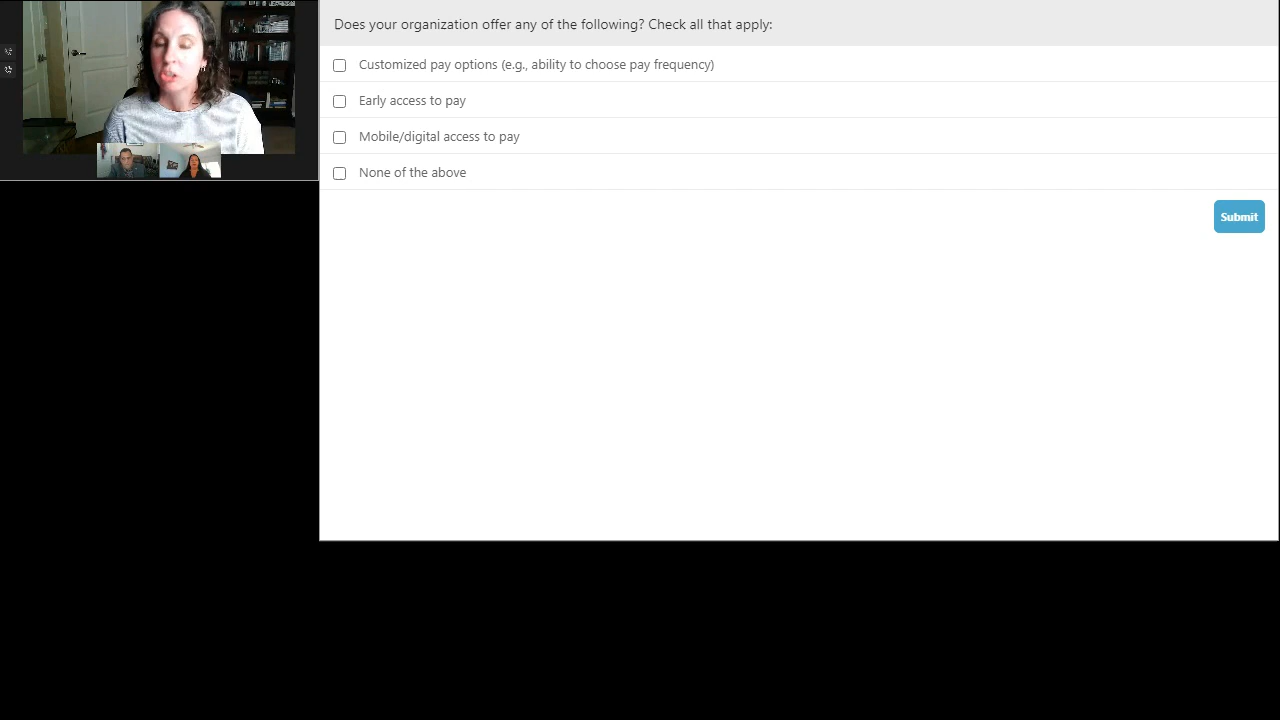 Does your organization offer any of the following? Check all that apply:
Customized pay options (e.g., ability to choose pay frequency)
Early access to pay
Mobile/digital access to pay
None of the above
Submit